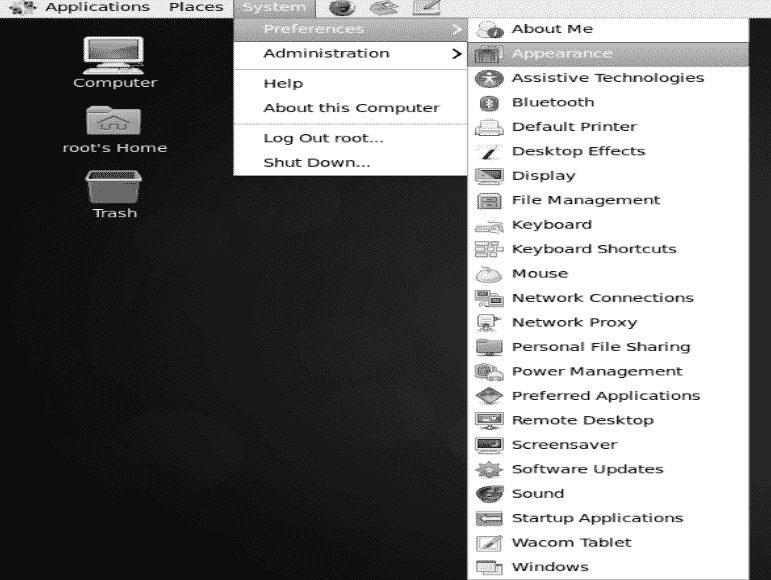 Applications Places System
Computer
root's Home
Trash
Preferences
Administration
Help
About this Computer
Log Out root...
Shut Down...
About Me
Appearance
Assistive Technologies
Bluetooth
Default Printer
Desktop Effects
Display
File Management
Keyboard
Keyboard Shortcuts
Mouse
Network Connections
Network Proxy
Personal File Sharing
Power Management
Preferred Applications
Remote Desktop
Screensaver
Software Updates
Sound
Startup Applications
Wacom Tablet
Windows